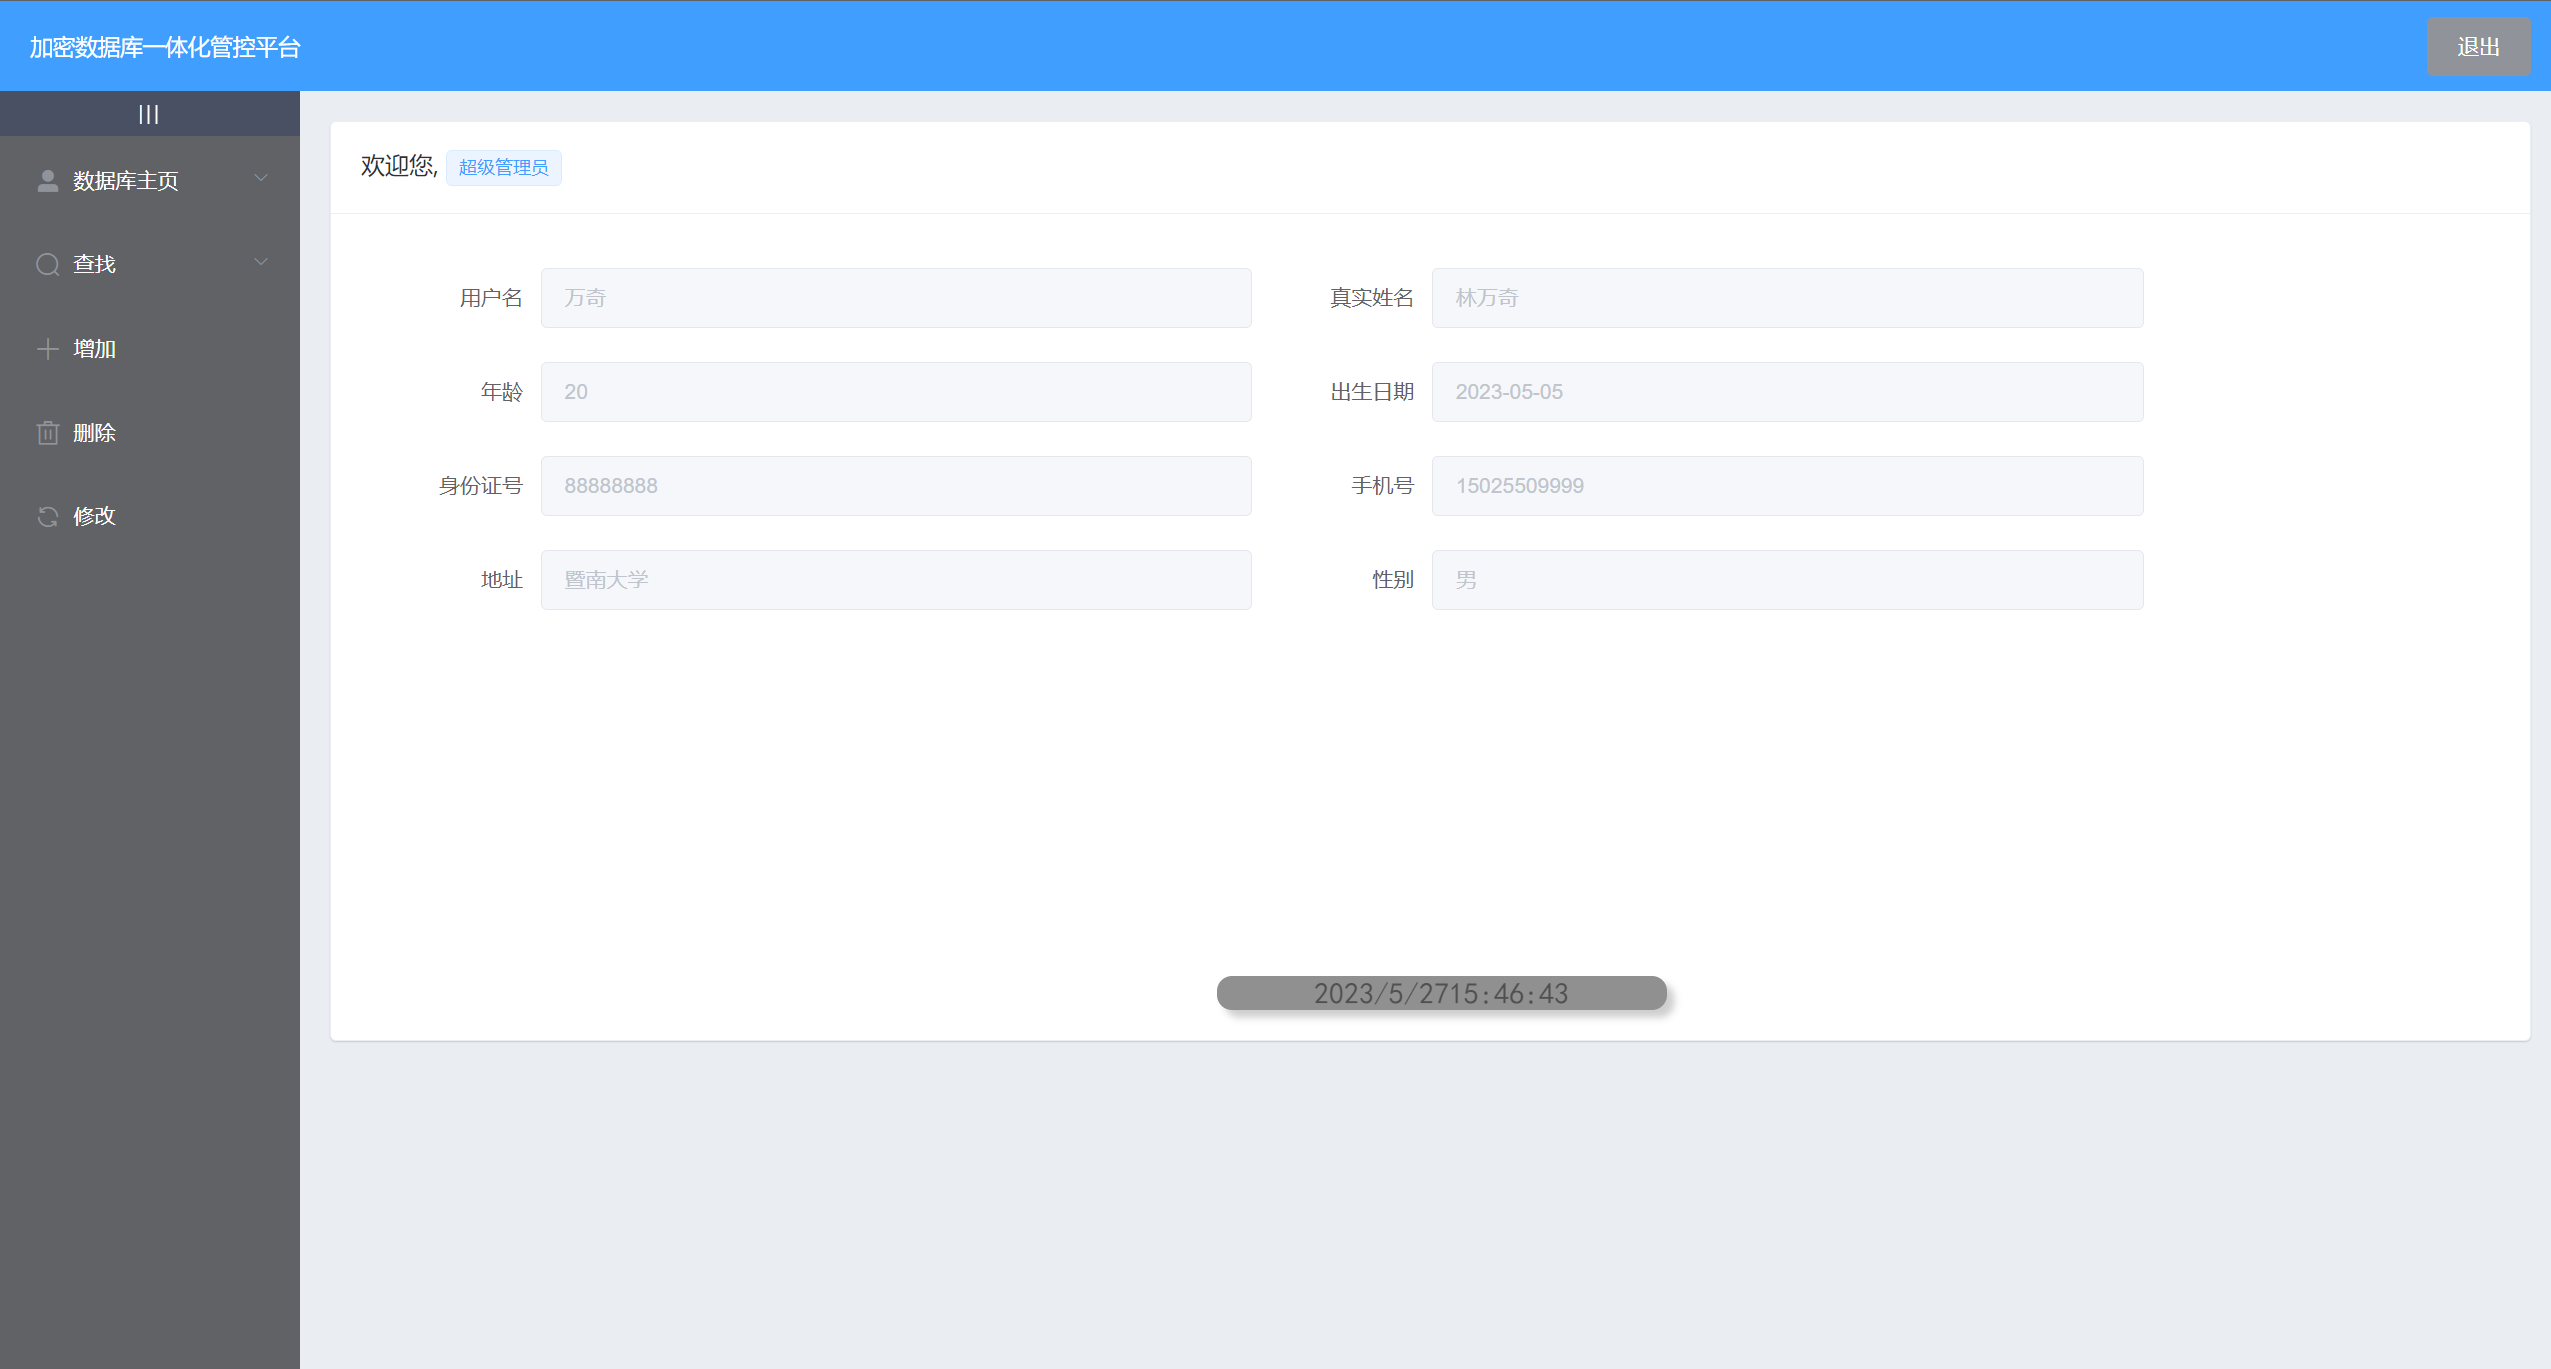 加密数据库一体化管控平台
退出
数据库主页
查找
增加
删除
修改
欢迎您, 超级管理员
用户名 万奇
真实姓名 林万奇
年龄 20
出生日期 2023-05-05
身份证号 88888888
手机号 15025509999
地址 暨南大学
性别 男
2023/5/2715:46:43